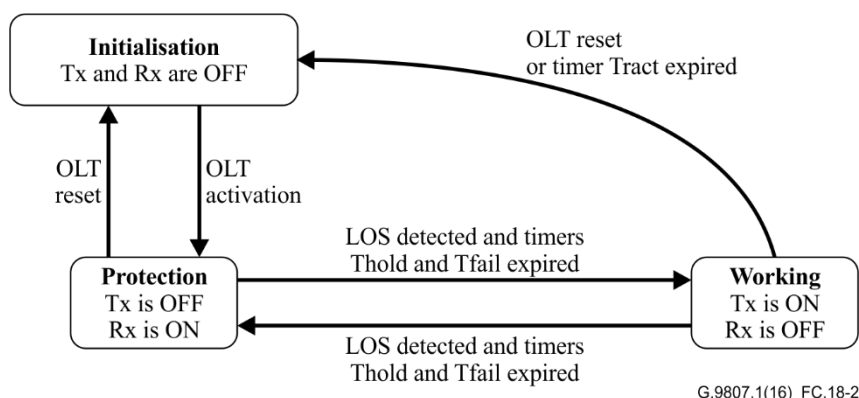 Initialisation
Tx and Rx are OFF
OLT reset
or timer Tract expired
OLT
reset
OLT
activation
LOS detected and timers
Thold and Tfail expired
Protection
Tx is OFF
Rx is ON
Working
Tx is ON
Rx is OFF
LOS detected and timers
Thold and Tfail expired
G.9807.1(16)_FC.18-2